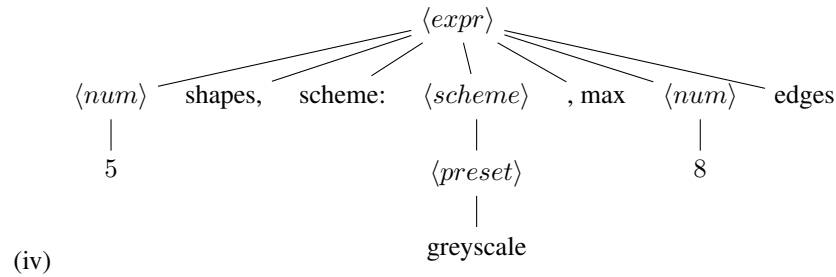 ⟨expr⟩
⟨num⟩ shapes, scheme: ⟨scheme⟩ , max ⟨num⟩ edges
5 ⟨preset⟩ 8
greyscale
(iv)